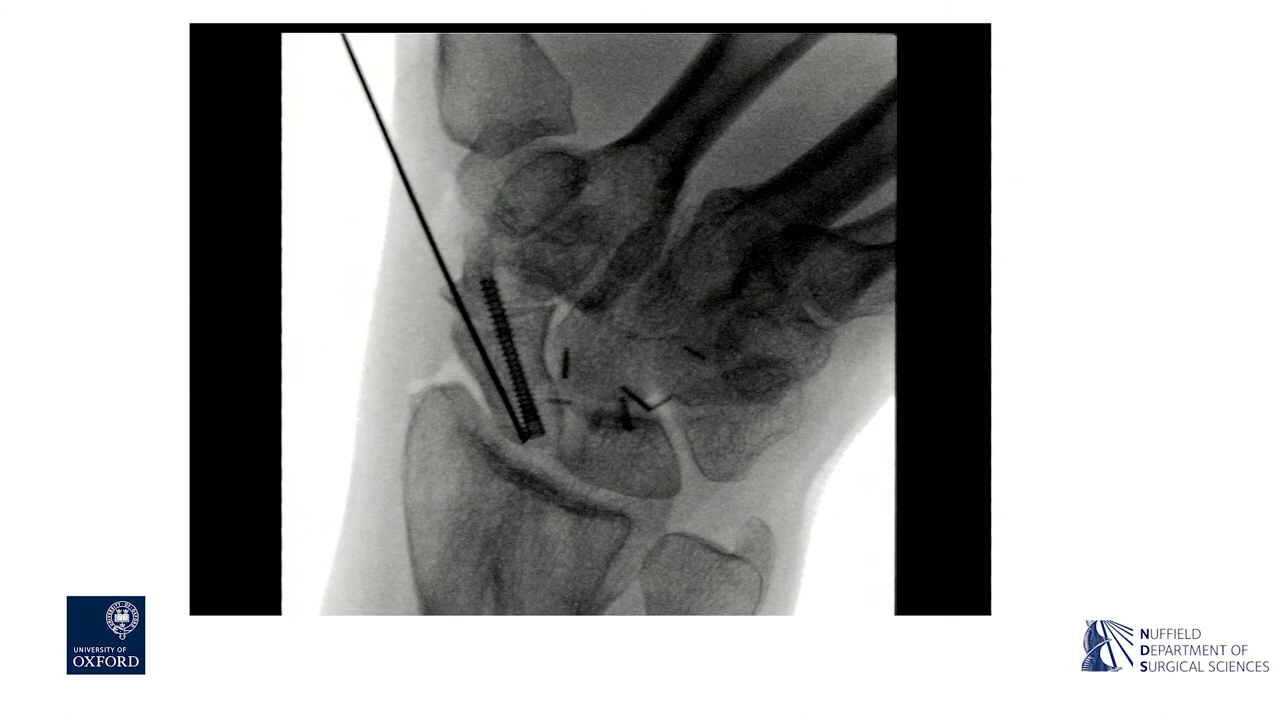 UNIVERSITY OF
OXFORD
NUFFIELD
DEPARTMENT OF
SURGICAL SCIENCES